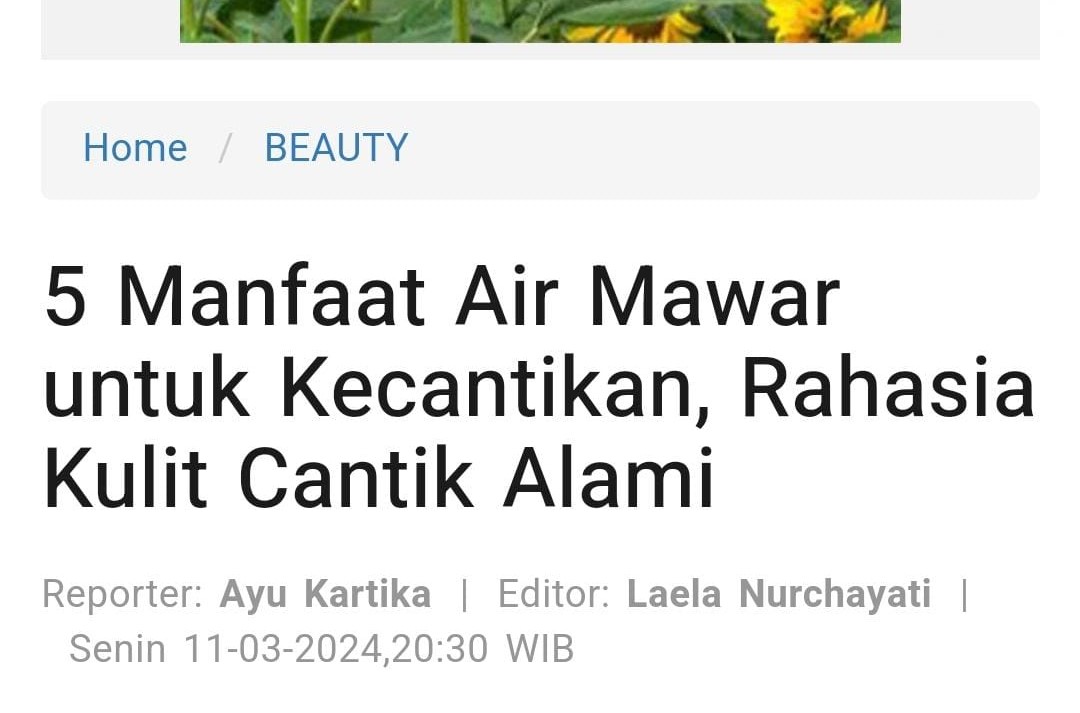 Home / BEAUTY
5 Manfaat Air Mawar
untuk Kecantikan, Rahasia
Kulit Cantik Alami
Reporter: Ayu Kartika | Editor: Laela Nurchayati |
Senin 11-03-2024,20:30 WIB